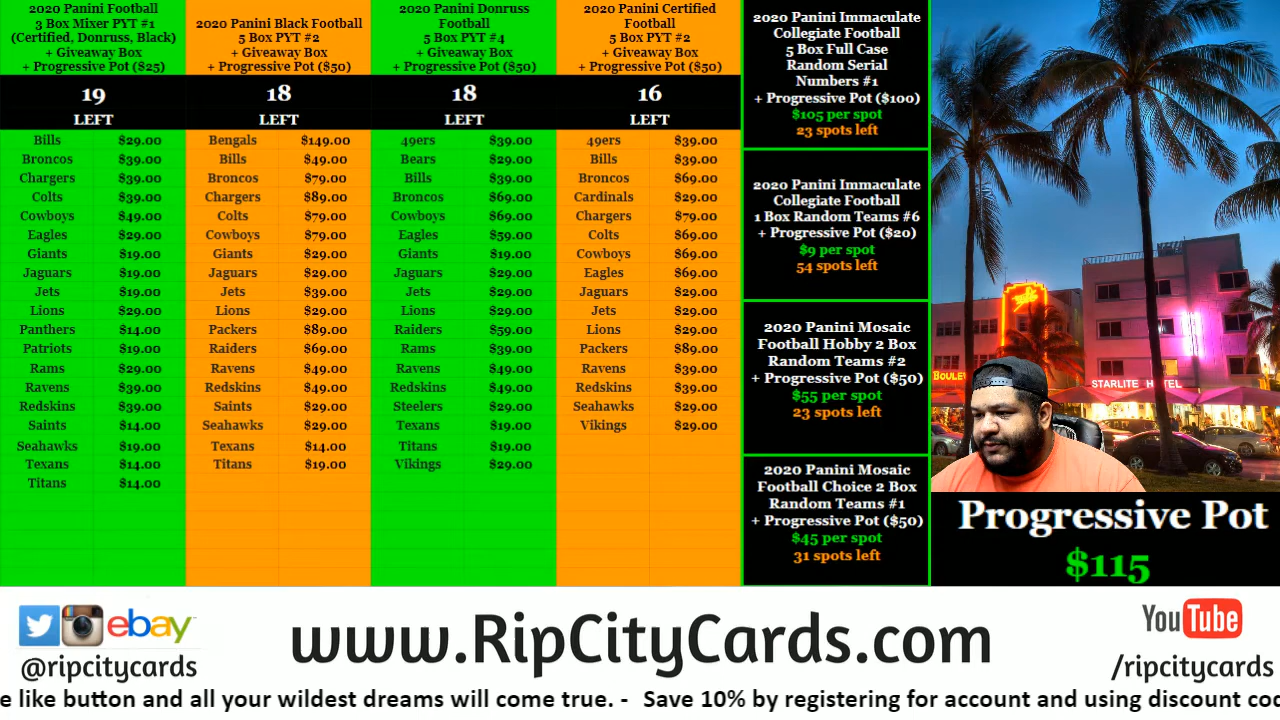 2020 Panini Football
3 Box Mixer PYT #1
(Certified, Donruss, Black)
+ Giveaway Box
+ Progressive Pot ($25)
19
LEFT
Bills $29.00
Broncos $39.00
Chargers $39.00
Colts $39.00
Cowboys $49.00
Eagles $29.00
Giants $19.00
Jaguars $19.00
Jets $19.00
Lions $29.00
Panthers $14.00
Patriots $19.00
Rams $29.00
Ravens $39.00
Redskins $39.00
Saints $14.00
Seahawks $19.00
Texans $14.00
Titans $14.00
2020 Panini Black Football
5 Box PYT #2
+ Giveaway Box
+ Progressive Pot ($50)
18
LEFT
Bengals $149.00
Bills $49.00
Broncos $79.00
Chargers $89.00
Colts $79.00
Cowboys $79.00
Giants $29.00
Jaguars $29.00
Jets $39.00
Lions $29.00
Packers $89.00
Raiders $69.00
Ravens $49.00
Redskins $49.00
Saints $29.00
Seahawks $29.00
Texans $14.00
Titans $19.00
2020 Panini Donruss
Football
5 Box PYT #4
+ Giveaway Box
+ Progressive Pot ($50)
18
LEFT
49ers $39.00
Bears $29.00
Bills $39.00
Broncos $69.00
Cowboys $69.00
Eagles $59.00
Giants $19.00
Jaguars $29.00
Jets $29.00
Lions $29.00
Raiders $59.00
Rams $39.00
Ravens $49.00
Redskins $49.00
Steelers $29.00
Texans $19.00
Titans $19.00
Vikings $29.00
2020 Panini Certified
Football
5 Box PYT #2
+ Giveaway Box
+ Progressive Pot ($50)
16
LEFT
49ers $39.00
Bills $39.00
Broncos $69.00
Cardinals $29.00
Chargers $79.00
Colts $69.00
Cowboys $69.00
Eagles $69.00
Jaguars $29.00
Jets $29.00
Lions $29.00
Packers $89.00
Ravens $39.00
Redskins $39.00
Seahawks $29.00
Vikings $29.00
2020 Panini Immaculate
Collegiate Football
5 Box Full Case
Random Serial
Numbers #1
+ Progressive Pot ($100)
$105 per spot
23 spots left
2020 Panini Immaculate
Collegiate Football
1 Box Random Teams #6
+ Progressive Pot ($20)
$9 per spot
54 spots left
2020 Panini Mosaic
Football Hobby 2 Box
Random Teams #2
+ Progressive Pot ($50)
$55 per spot
23 spots left
2020 Panini Mosaic
Football Choice 2 Box
Random Teams #1
+ Progressive Pot ($50)
$45 per spot
31 spots left
BOULEV
STARLITE HOTEL
Progressive Pot
$115
ebay
@ripcitycards
www.RipCityCards.com
YouTube
/ripcitycards
e like button and all your wildest dreams will come true. - Save 10% by registering for account and using discount cod